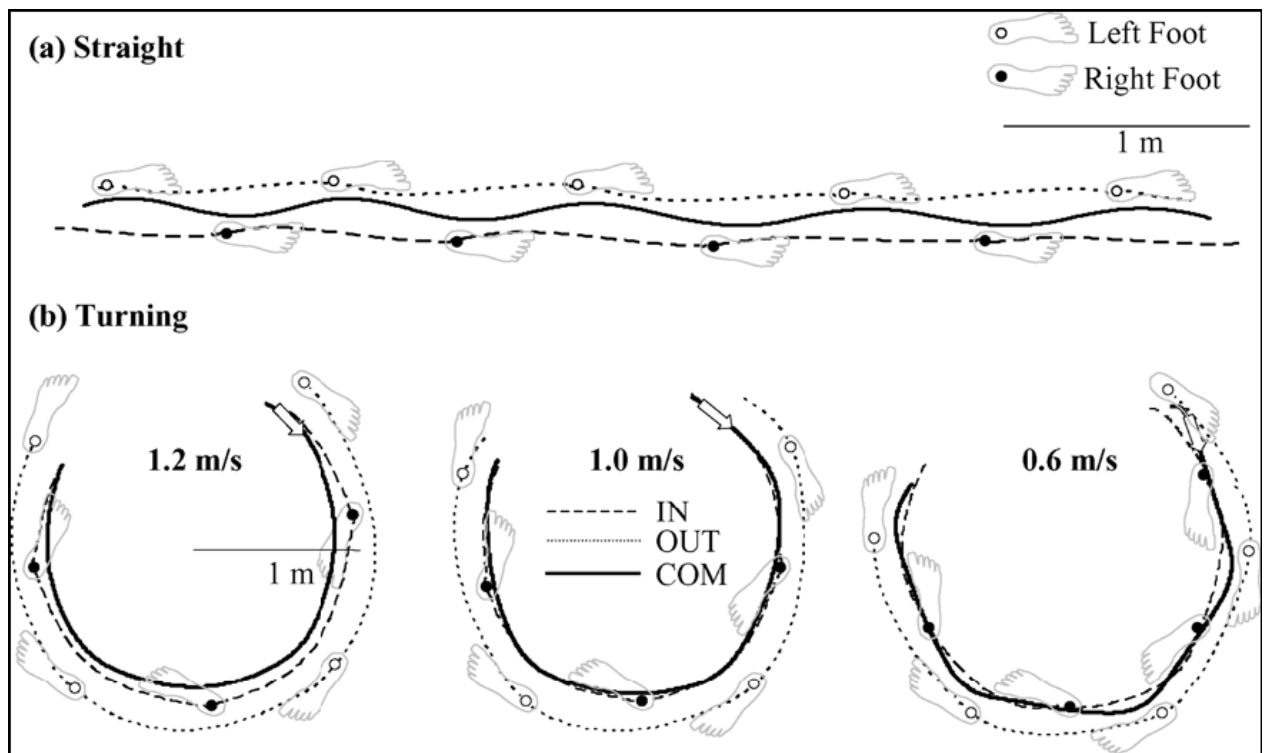 (a) Straight
Left Foot
Right Foot
1 m
(b) Turning
1.2 m/s
1.0 m/s
0.6 m/s
IN
OUT
COM
1 m